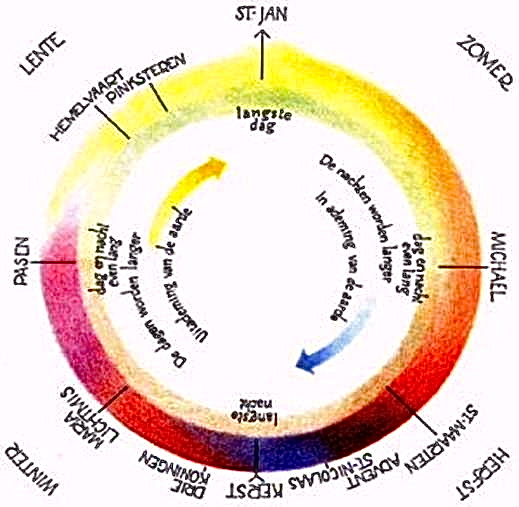 ST-JAN
LENTE
ZOMER
HEMELVAART
PINKSTEREN
langste
dag
De nachten worden langer
In ademing van de aarde
dag en nacht
even lang
MICHAEL
PASEN
dag en nacht
even lang
De dagen worden langer
Uitademing van de aarde
langste
nacht
MARIA
LICHTMIS
DRIE
KONINGEN
KERST
ST-NICOLAAS
ADVENT
ST-MAARTEN
WINTER
HERFST